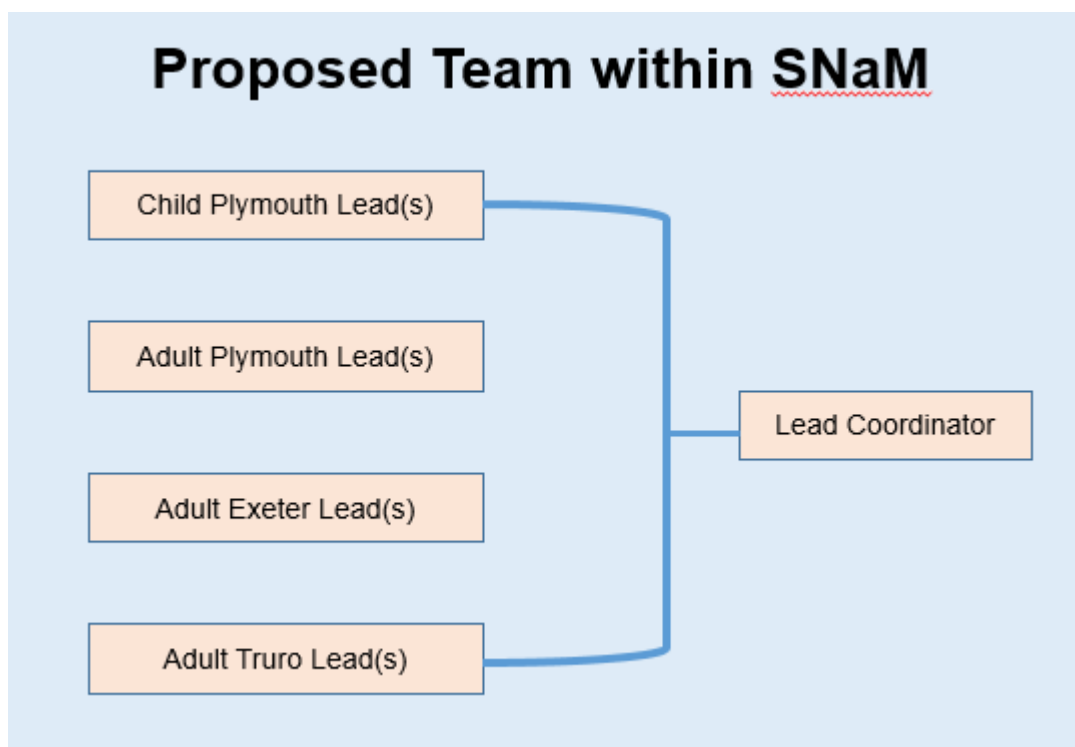 Proposed Team within SNaM
Child Plymouth Lead(s)
Adult Plymouth Lead(s)
Lead Coordinator
Adult Exeter Lead(s)
Adult Truro Lead(s)